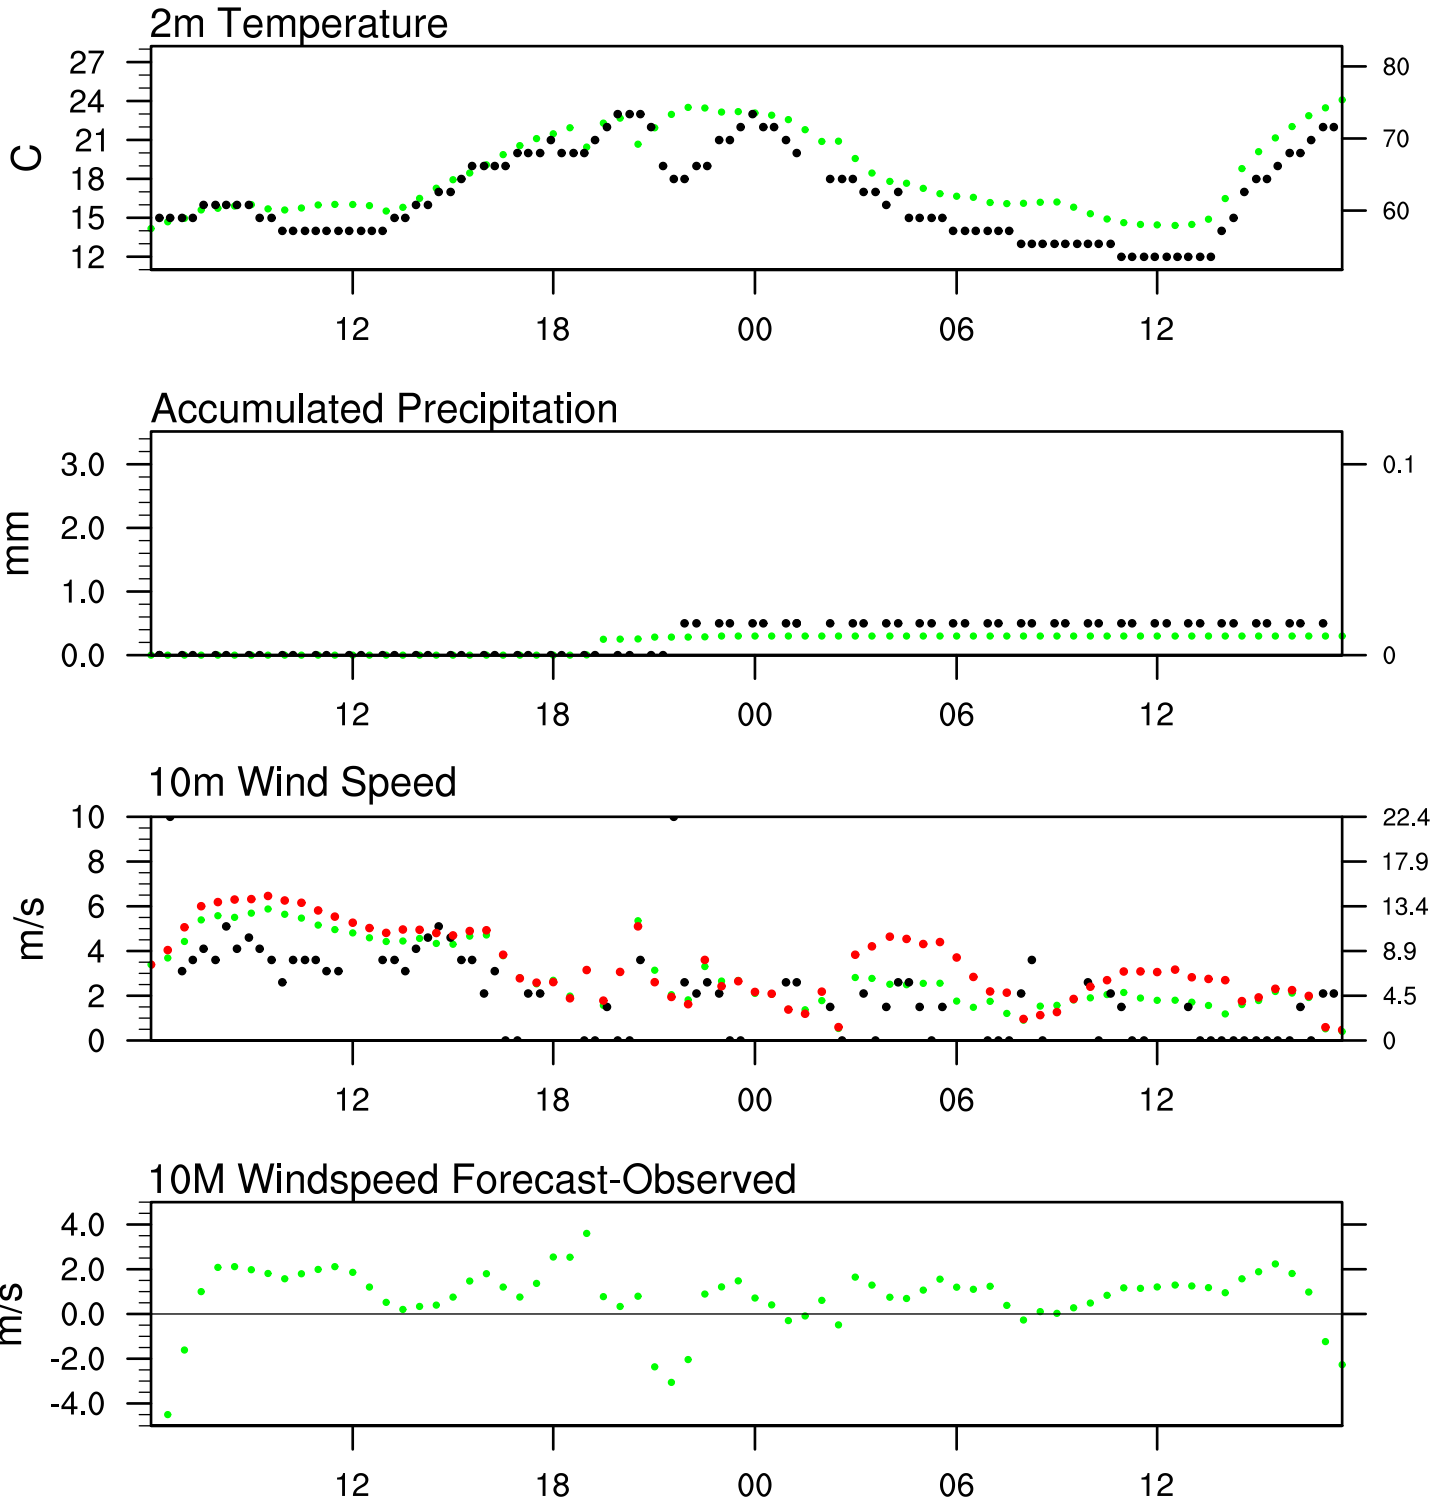 2m Temperature
27
24
21
18
15
12
C
80
70
60
12 18 00 06 12
Accumulated Precipitation
3.0
2.0
1.0
0.0
mm
0.1
0
12 18 00 06 12
10m Wind Speed
10
8
6
4
2
0
m/s
22.4
17.9
13.4
8.9
4.5
0
12 18 00 06 12
10M Windspeed Forecast-Observed
4.0
2.0
0.0
-2.0
-4.0
m/s
12 18 00 06 12